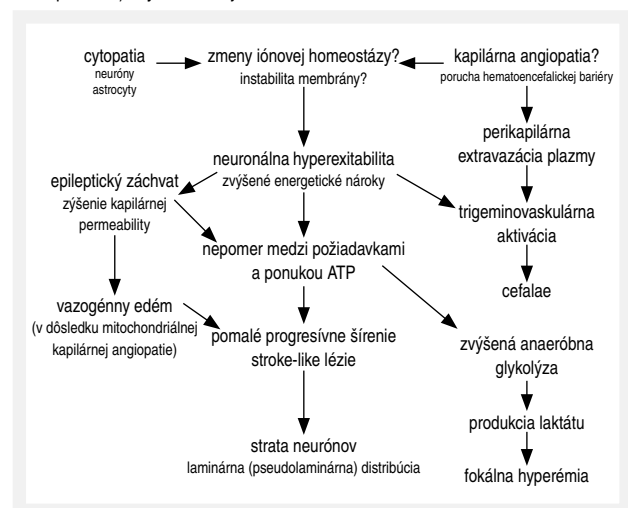 cytopatia
neuróny
astrocyty
zmeny iónovej homeostázy?
instabilita membrány?
kapilárna angiopatia?
porucha hematoencefalickej bariéry
perikapilárna
extravazácia plazmy
neuronálna hyperexitabilita
zvýšené energetické nároky
epileptický záchvat
zýšenie kapilárnej
permeability
trigeminovaskulárna
aktivácia
nepomer medzi požiadavkami
a ponukou ATP
cefalae
vazogénny edém
(v dôsledku mitochondriálnej
kapilárnej angiopatie)
pomalé progresívne šírenie
stroke-like lézie
zvýšená anaeróbna
glykolýza
produkcia laktátu
strata neurónov
laminárna (pseudolaminárna) distribúcia
fokálna hyperémia